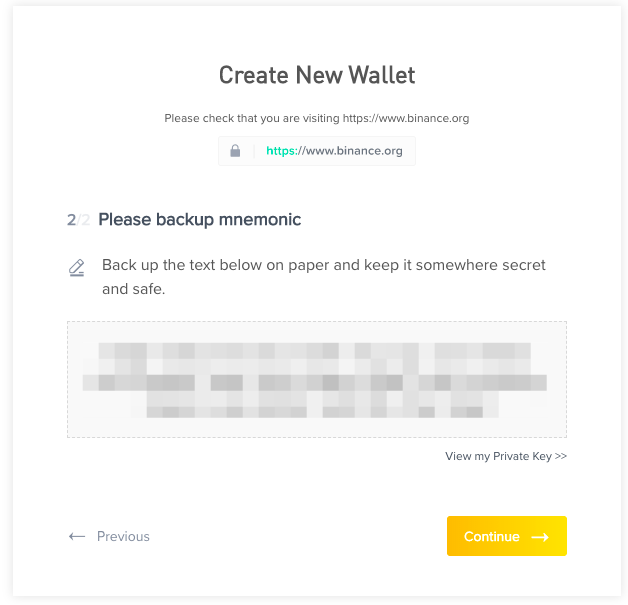 Create New Wallet
Please check that you are visiting https://www.binance.org
https://www.binance.org
2/2 Please backup mnemonic
Back up the text below on paper and keep it somewhere secret
and safe.
View my Private Key >>
← Previous
Continue →